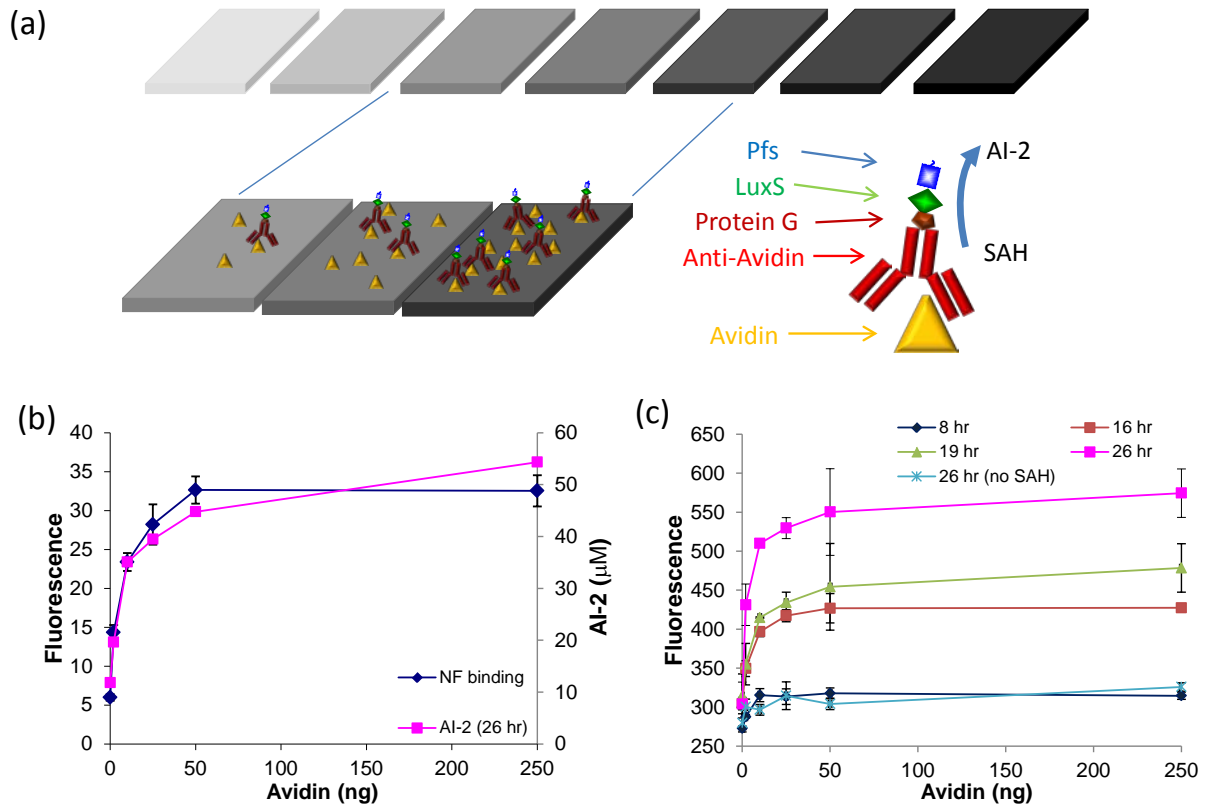 (a)
Pfs
LuxS
Protein G
Anti-Avidin
Avidin
AI-2
SAH
(b)
40
35
30
25
20
15
10
5
0
Fluorescence
60
50
40
30
20
10
0
AI-2 (μM)
NF binding
AI-2 (26 hr)
0 50 100 150 200 250
Avidin (ng)
(c)
8 hr 16 hr
19 hr 26 hr
26 hr (no SAH)
650
600
550
500
450
400
350
300
250
Fluorescence
0 50 100 150 200 250
Avidin (ng)